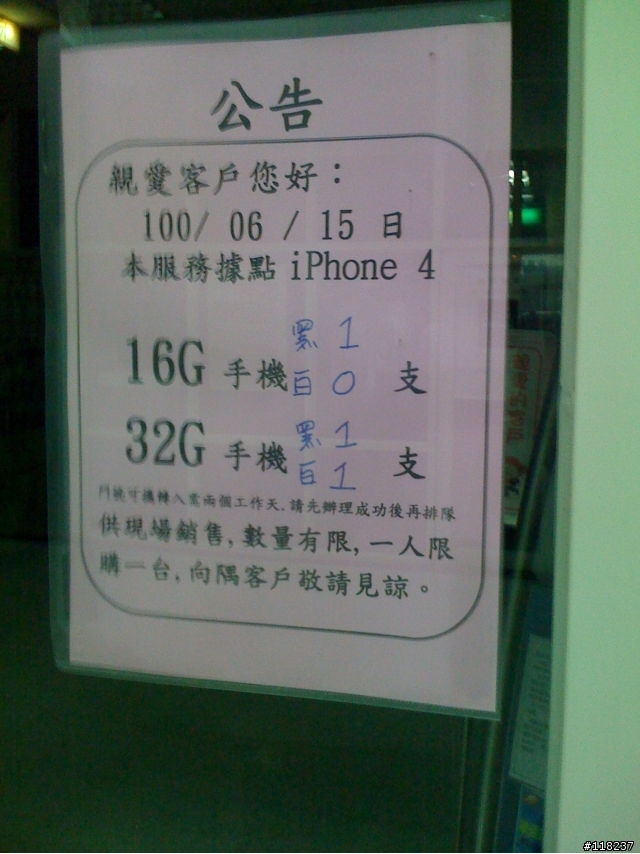 公告
親愛客戶您好：
100/ 06 / 15 日
本服務據點 iPhone 4
黑 1
16G 手機 白 0 支
黑 1
32G 手機 白 1 支
門號可攜轉入需兩個工作天,請先辦理成功後再排隊
供現場銷售,數量有限,一人限
購一台,向隅客戶敬請見諒。
#118237